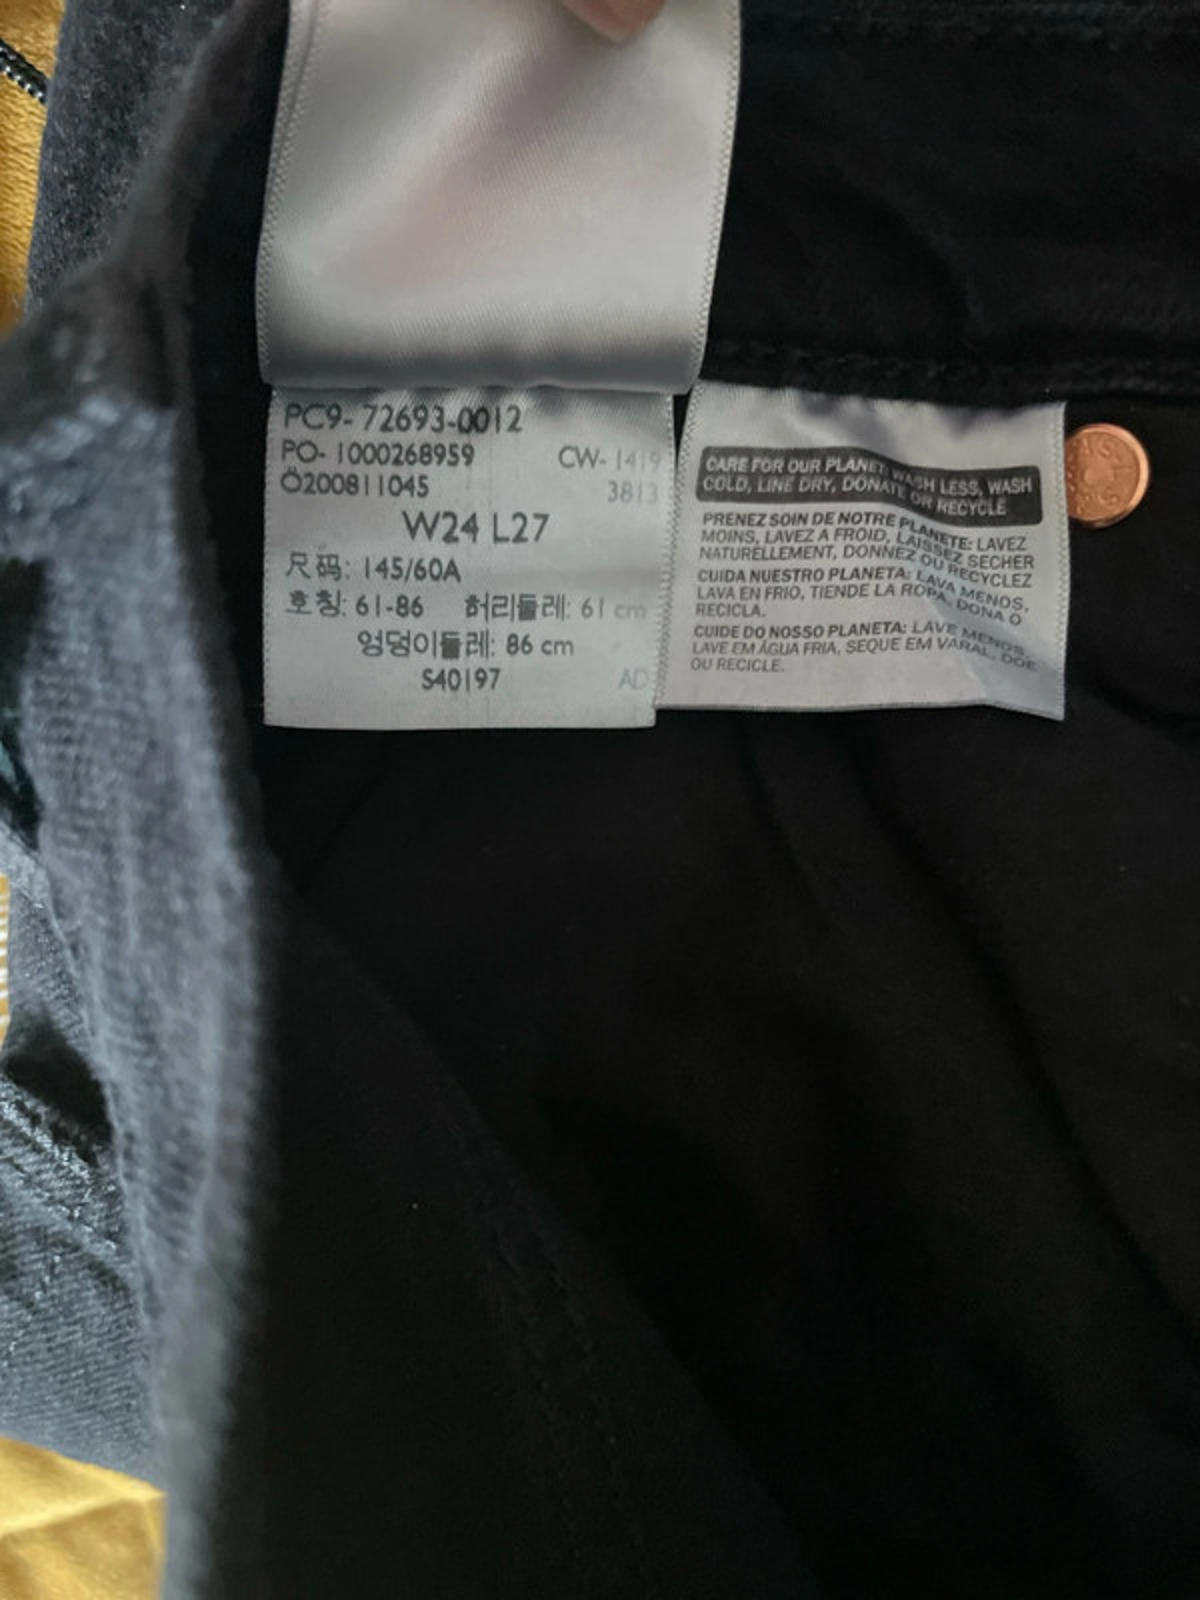 PC9- 72693-0012
PO- 1000268959 CW- 1419
Ö200811045 3813
W24 L27
尺码: 145/60A
호칭: 61-86 허리둘레: 61 cm
엉덩이둘레: 86 cm
S40197 AD
CARE FOR OUR PLANET: WASH LESS, WASH
COLD, LINE DRY, DONATE OR RECYCLE
PRENEZ SOIN DE NOTRE PLANETE: LAVEZ
MOINS, LAVEZ A FROID, LAISSEZ SECHER
NATURELLEMENT, DONNEZ OU RECYCLEZ
CUIDA NUESTRO PLANETA: LAVA MENOS,
LAVA EN FRIO, TIENDE LA ROPA, DONA O
RECICLA.
CUIDE DO NOSSO PLANETA: LAVE MENOS,
LAVE EM ÁGUA FRIA, SEQUE EM VARAL, DOE
OU RECICLE.